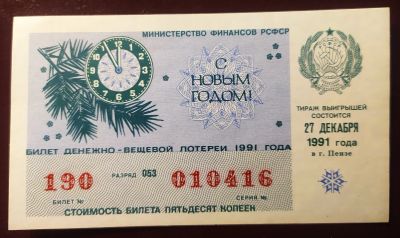 МИНИСТЕРСТВО ФИНАНСОВ РСФСР
С
НОВЫМ
ГОДОМ!
ТИРАЖ ВЫИГРЫШЕЙ
СОСТОИТСЯ
27 ДЕКАБРЯ
1991 года
в г. Пензе
БИЛЕТ ДЕНЕЖНО-ВЕЩЕВОЙ ЛОТЕРЕИ 1991 ГОДА
130 РАЗРЯД 053 010416
БИЛЕТ № СЕРИЯ №
СТОИМОСТЬ БИЛЕТА ПЯТЬДЕСЯТ КОПЕЕК